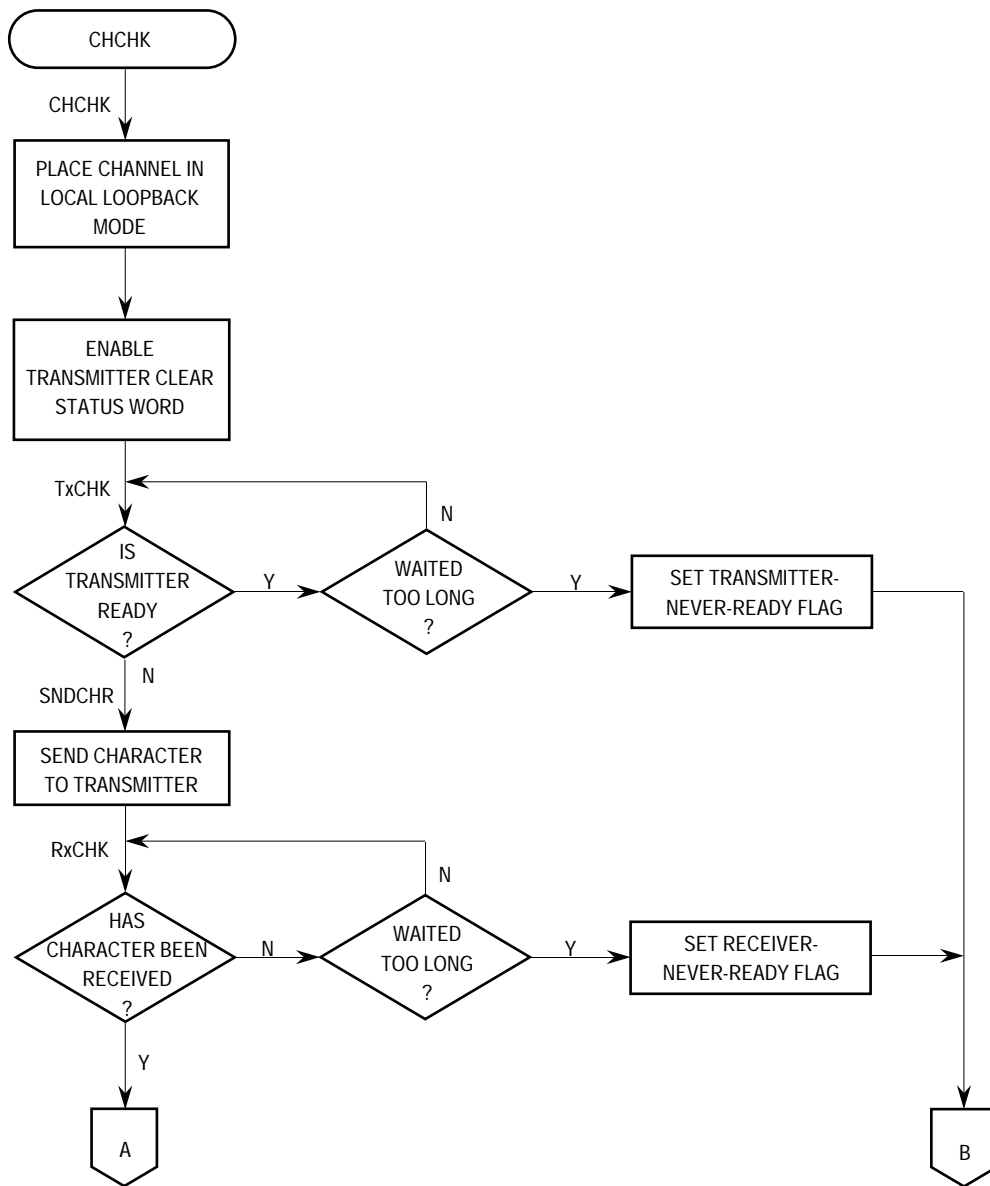 CHCHK
CHCHK
PLACE CHANNEL IN
LOCAL LOOPBACK
MODE
ENABLE
TRANSMITTER CLEAR
STATUS WORD
TxCHK
N
IS
TRANSMITTER
READY
?
Y
WAITED
TOO LONG
?
Y
SET TRANSMITTER-
NEVER-READY FLAG
N
SNDCHR
SEND CHARACTER
TO TRANSMITTER
RxCHK
N
HAS
CHARACTER BEEN
RECEIVED
?
N
WAITED
TOO LONG
?
Y
SET RECEIVER-
NEVER-READY FLAG
Y
A
B